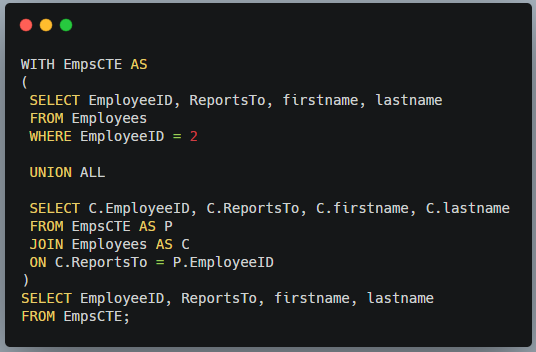 WITH EmpsCTE AS
(
SELECT EmployeeID, ReportsTo, firstname, lastname
FROM Employees
WHERE EmployeeID = 2
UNION ALL
SELECT C.EmployeeID, C.ReportsTo, C.firstname, C.lastname
FROM EmpsCTE AS P
JOIN Employees AS C
ON C.ReportsTo = P.EmployeeID
)
SELECT EmployeeID, ReportsTo, firstname, lastname
FROM EmpsCTE;